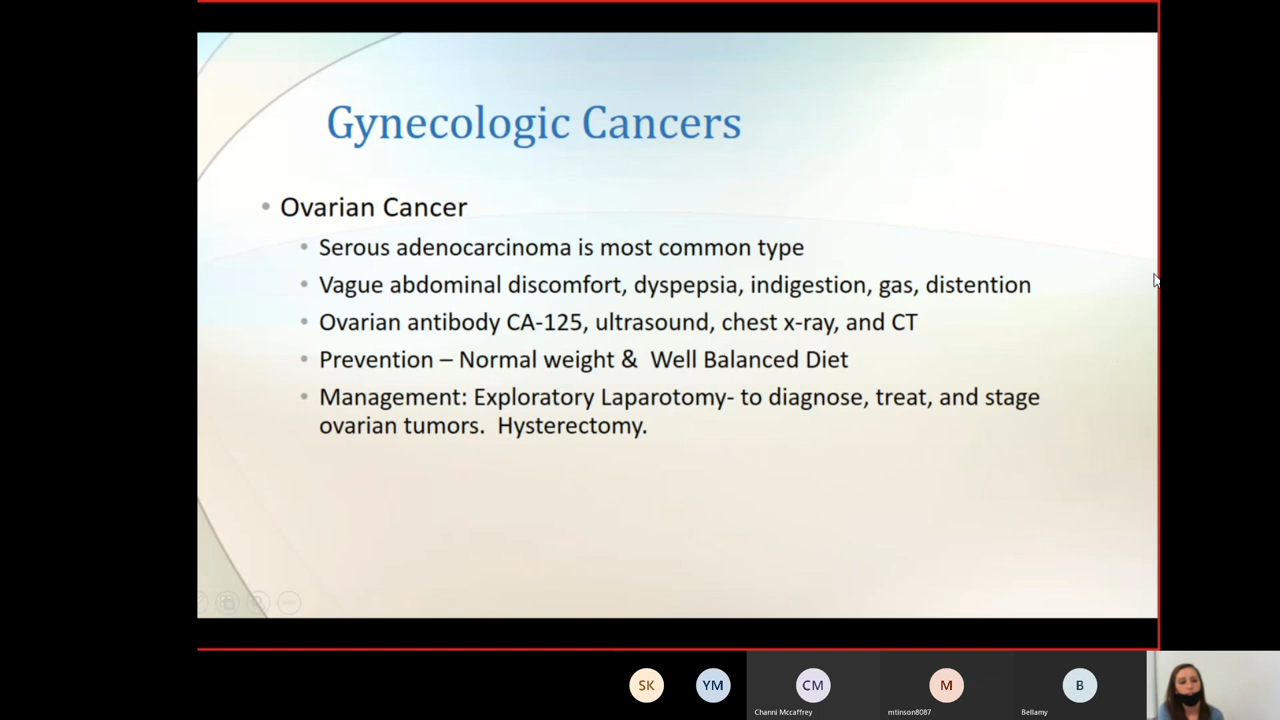 Gynecologic Cancers
• Ovarian Cancer
• Serous adenocarcinoma is most common type
• Vague abdominal discomfort, dyspepsia, indigestion, gas, distention
• Ovarian antibody CA-125, ultrasound, chest x-ray, and CT
• Prevention – Normal weight & Well Balanced Diet
• Management: Exploratory Laparotomy- to diagnose, treat, and stage
ovarian tumors. Hysterectomy.
SK
YM
CM
M
B
Channi Mccaffrey
mtinson8087
Bellamy